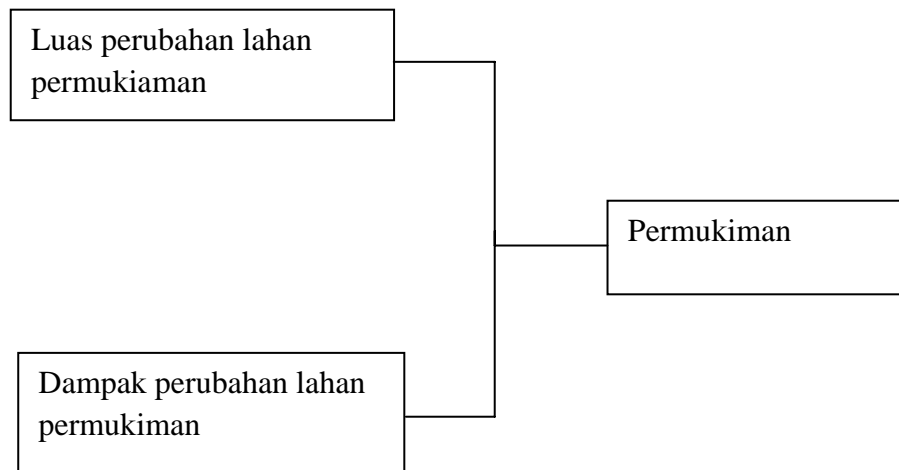 Luas perubahan lahan
permukiaman
Permukiman
Dampak perubahan lahan
permukiman